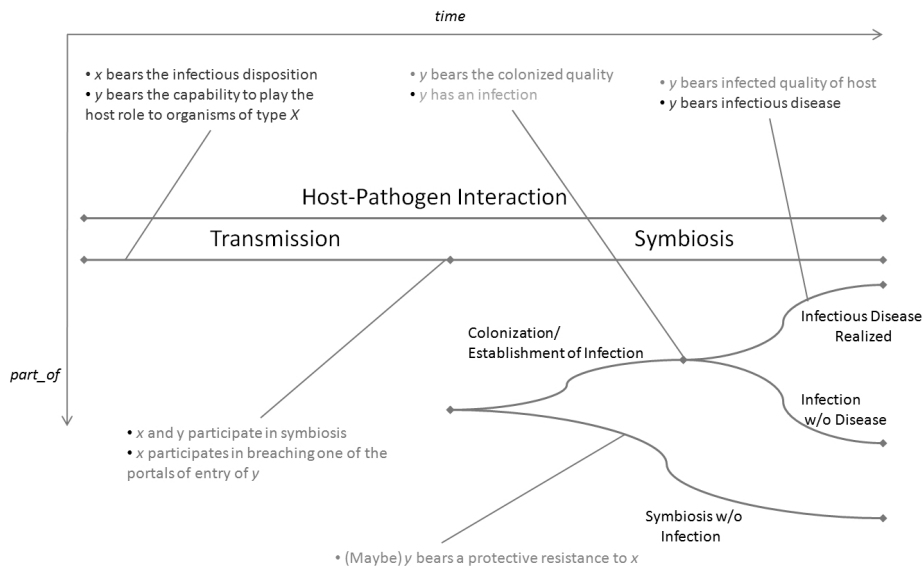 time
• x bears the infectious disposition
• y bears the capability to play the
host role to organisms of type X
• y bears the colonized quality
• y has an infection
• y bears infected quality of host
• y bears infectious disease
Host-Pathogen Interaction
Transmission
Symbiosis
Colonization/
Establishment of Infection
Infectious Disease
Realized
part_of
Infection
w/o Disease
• x and y participate in symbiosis
• x participates in breaching one of the
portals of entry of y
Symbiosis w/o
Infection
• (Maybe) y bears a protective resistance to x